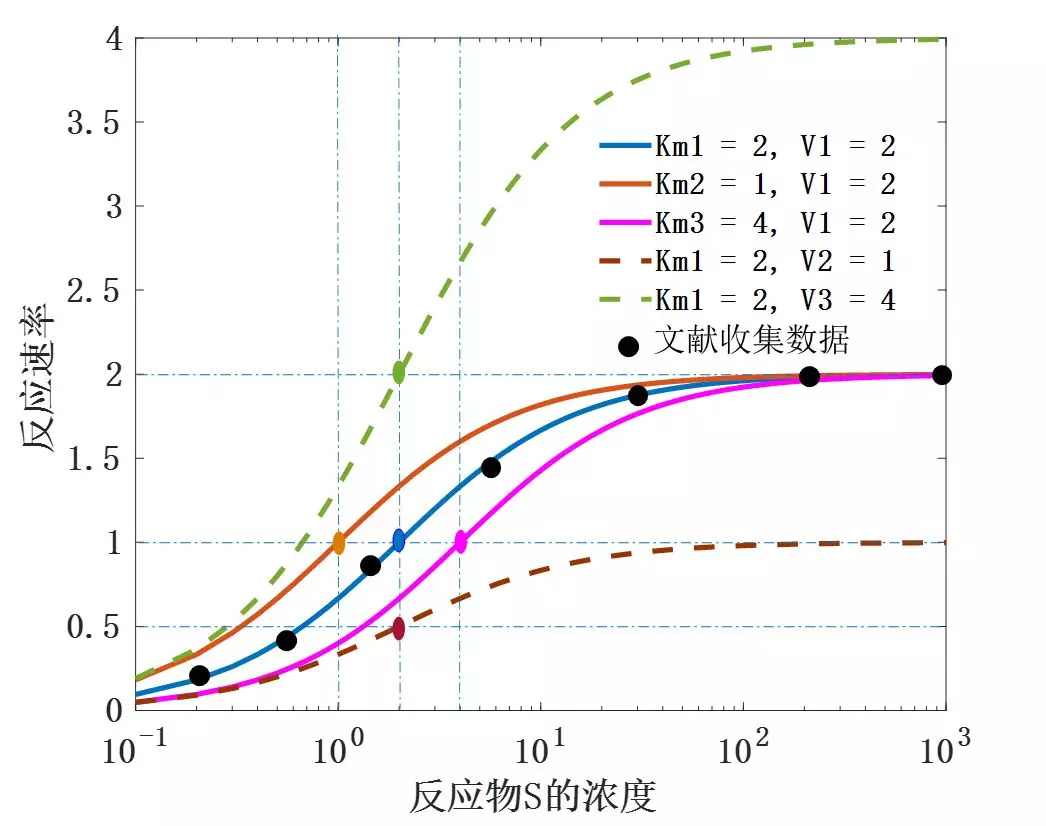 4
3.5
3
2.5
2
1.5
1
0.5
0
反应速率
Km1 = 2, V1 = 2
Km2 = 1, V1 = 2
Km3 = 4, V1 = 2
Km1 = 2, V2 = 1
Km1 = 2, V3 = 4
文献收集数据
10⁻¹ 10⁰ 10¹ 10² 10³
反应物S的浓度